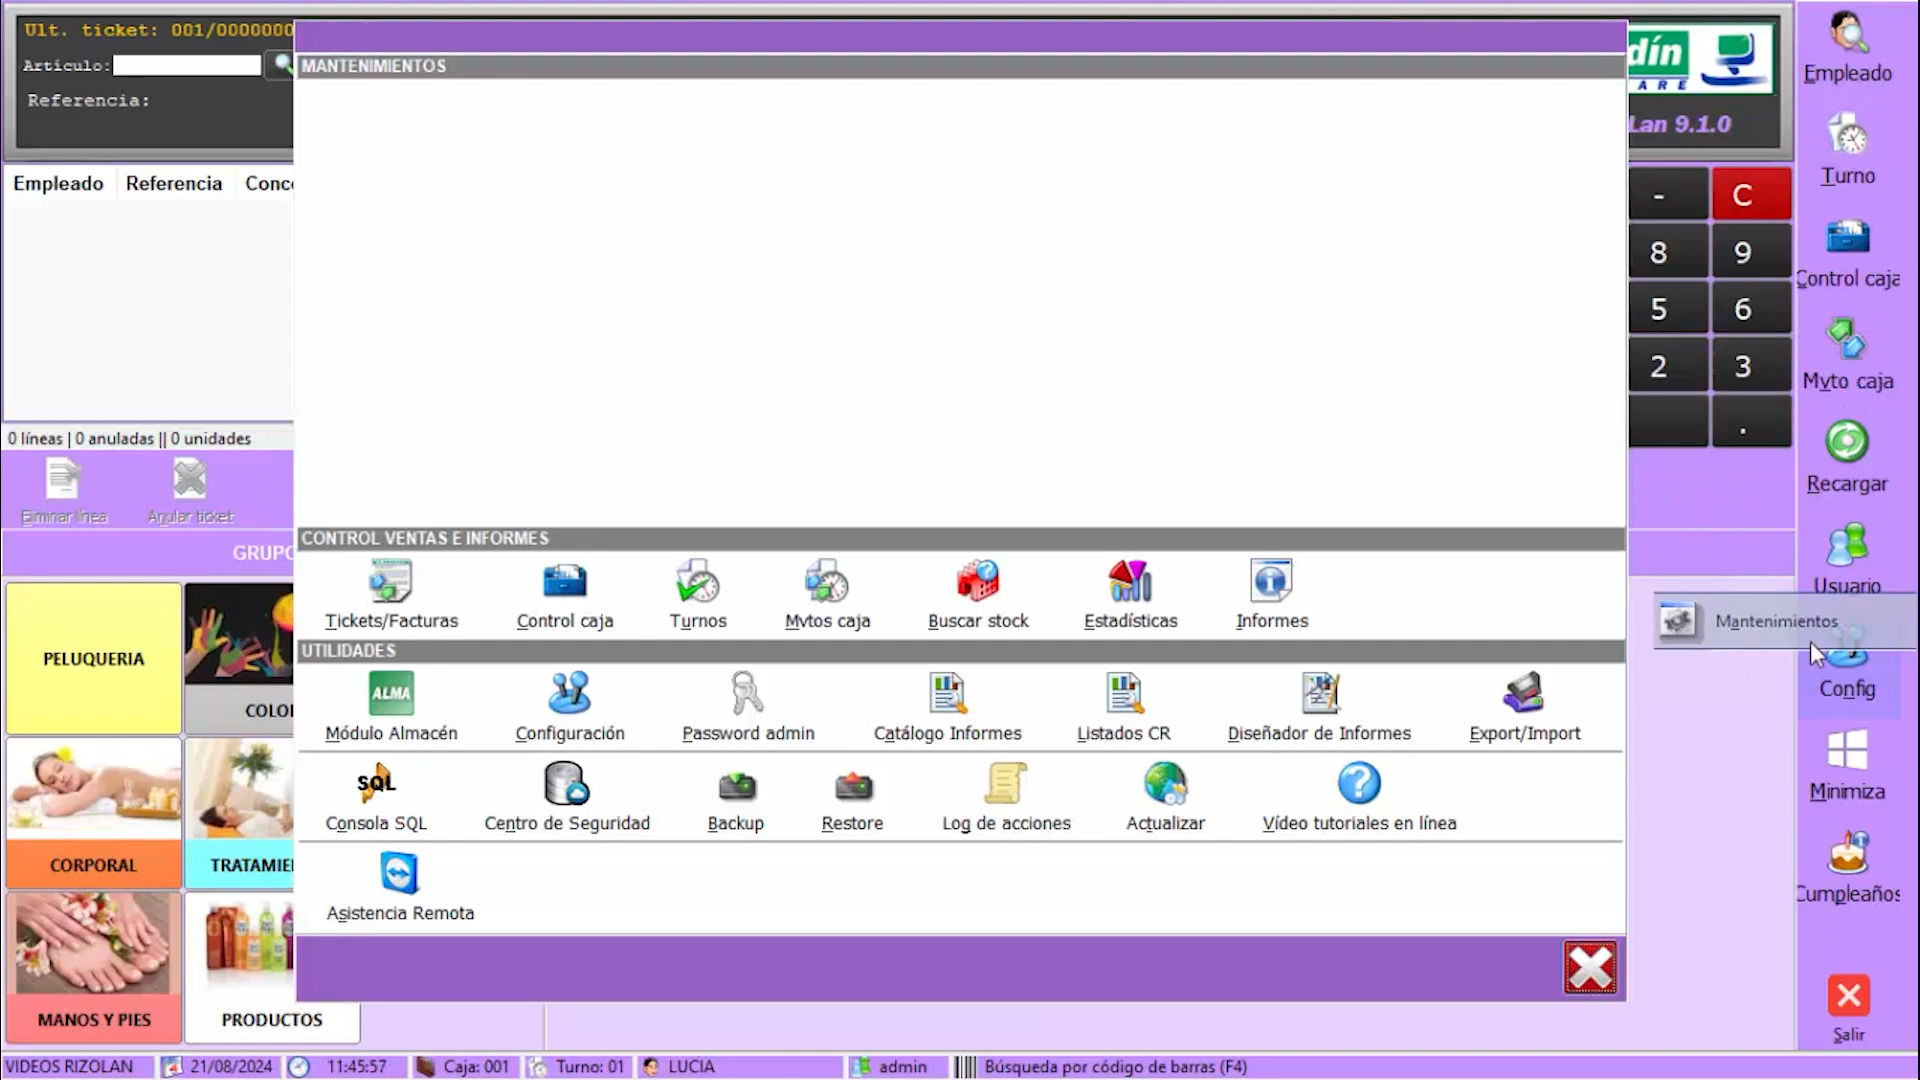 Ult. ticket: 001/0000000
Articulo:
Referencia:
MANTENIMIENTOS
dín
ARE
Lan 9.1.0
Empleado
Turno
Control caja
Mvto caja
Recargar
Usuario
Mantenimientos
Config
Minimiza
Cumpleaños
Salir
Empleado Referencia Conce
- C
8 9
5 6
2 3
.
0 líneas | 0 anuladas || 0 unidades
Eliminar línea Anular ticket
GRUPO
PELUQUERIA
COLO
CORPORAL TRATAMIE
MANOS Y PIES PRODUCTOS
CONTROL VENTAS E INFORMES
Tickets/Facturas Control caja Turnos Mvtos caja Buscar stock Estadísticas Informes
UTILIDADES
ALMA
Módulo Almacén Configuración Password admin Catálogo Informes Listados CR Diseñador de Informes Export/Import
SQL
Consola SQL Centro de Seguridad Backup Restore Log de acciones Actualizar Vídeo tutoriales en línea
Asistencia Remota
VIDEOS RIZOLAN 21/08/2024 11:45:57 Caja: 001 Turno: 01 LUCIA admin Búsqueda por código de barras (F4)